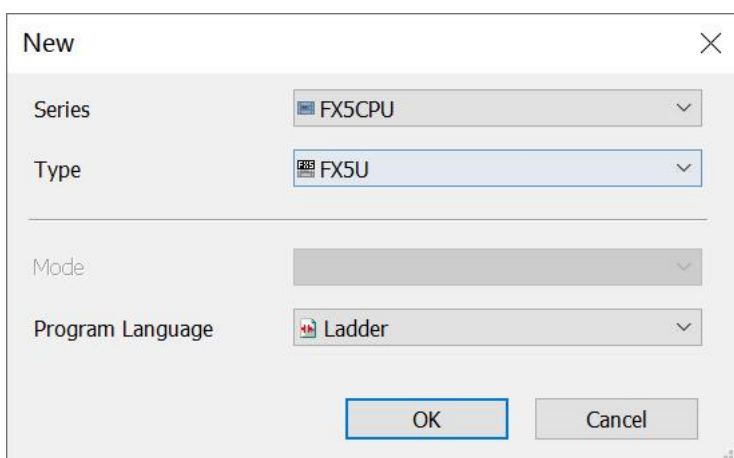 New
Series
FX5CPU
Type
FX5U
Mode
Program Language
Ladder
OK
Cancel